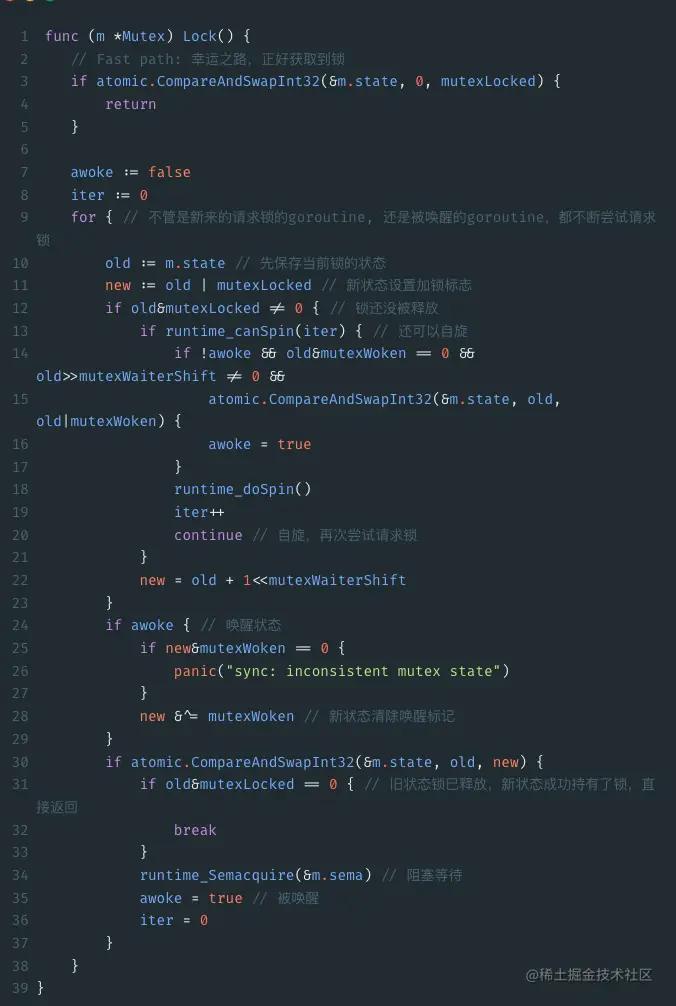 1 func (m *Mutex) Lock() {
2 // Fast path: 幸运之路，正好获取到锁
3 if atomic.CompareAndSwapInt32(&m.state, 0, mutexLocked) {
4 return
5 }
6
7 awoke := false
8 iter := 0
9 for { // 不管是新来的请求锁的goroutine, 还是被唤醒的goroutine，都不断尝试请求
锁
10 old := m.state // 先保存当前锁的状态
11 new := old | mutexLocked // 新状态设置加锁标志
12 if old&mutexLocked != 0 { // 锁还没被释放
13 if runtime_canSpin(iter) { // 还可以自旋
14 if !awoke && old&mutexWoken == 0 &&
old>>mutexWaiterShift != 0 &&
15 atomic.CompareAndSwapInt32(&m.state, old,
old|mutexWoken) {
16 awoke = true
17 }
18 runtime_doSpin()
19 iter++
20 continue // 自旋，再次尝试请求锁
21 }
22 new = old + 1<<mutexWaiterShift
23 }
24 if awoke { // 唤醒状态
25 if new&mutexWoken == 0 {
26 panic("sync: inconsistent mutex state")
27 }
28 new &^= mutexWoken // 新状态清除唤醒标记
29 }
30 if atomic.CompareAndSwapInt32(&m.state, old, new) {
31 if old&mutexLocked == 0 { // 旧状态锁已释放，新状态成功持有了锁，直
接返回
32 break
33 }
34 runtime_Semacquire(&m.sema) // 阻塞等待
35 awoke = true // 被唤醒
36 iter = 0
37 }
38 }
39 }
@稀土掘金技术社区